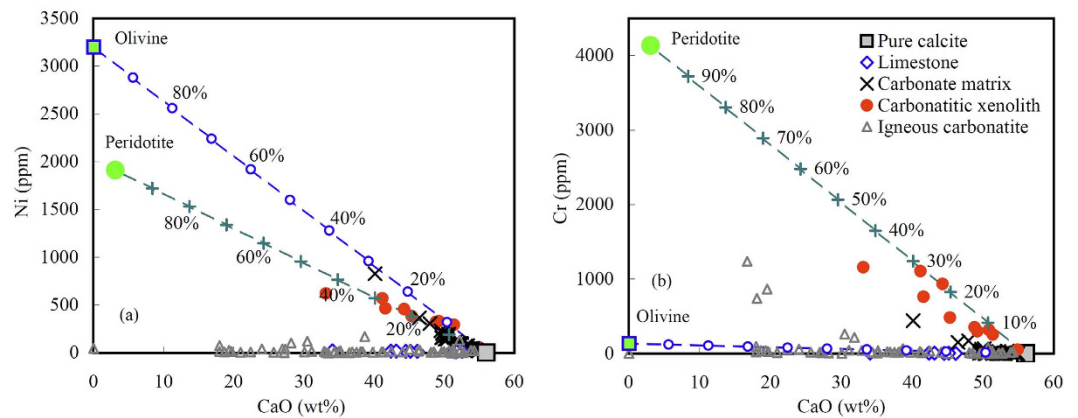 3500
3000
2500
2000
1500
1000
500
0
Ni (ppm)
Olivine
80%
60%
40%
20%
Peridotite
80%
60%
40%
20%
(a)
0 10 20 30 40 50 60
CaO (wt%)
4000
3000
2000
1000
0
Cr (ppm)
Peridotite
90%
80%
70%
60%
50%
40%
30%
20%
10%
Pure calcite
Limestone
Carbonate matrix
Carbonatitic xenolith
Igneous carbonatite
(b)
Olivine
0 10 20 30 40 50 60
CaO (wt%)